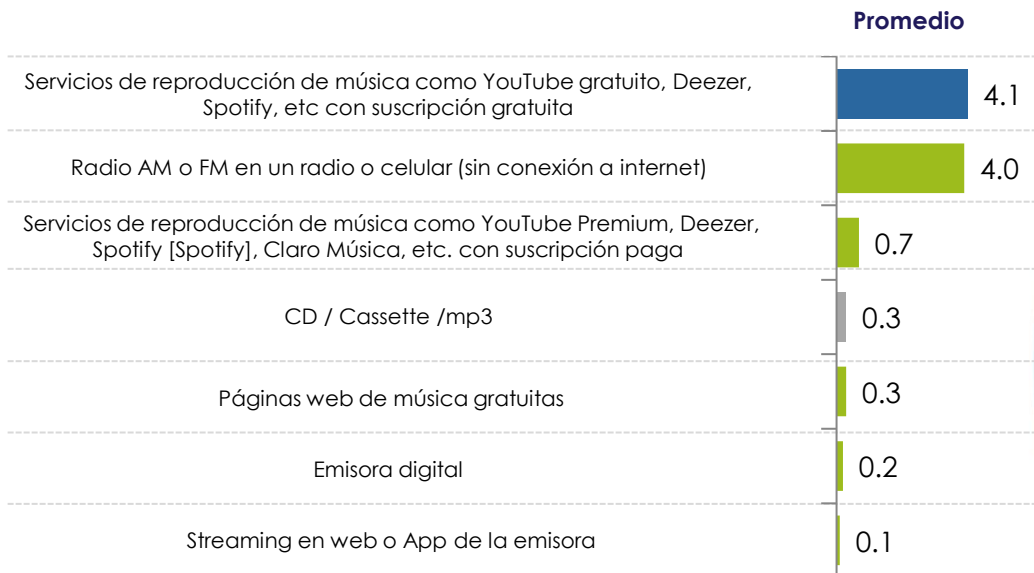 Promedio
Servicios de reproducción de música como YouTube gratuito, Deezer,
Spotify, etc con suscripción gratuita
4.1
Radio AM o FM en un radio o celular (sin conexión a internet)
4.0
Servicios de reproducción de música como YouTube Premium, Deezer,
Spotify [Spotify], Claro Música, etc. con suscripción paga
0.7
CD / Cassette /mp3
0.3
Páginas web de música gratuitas
0.3
Emisora digital
0.2
Streaming en web o App de la emisora
0.1